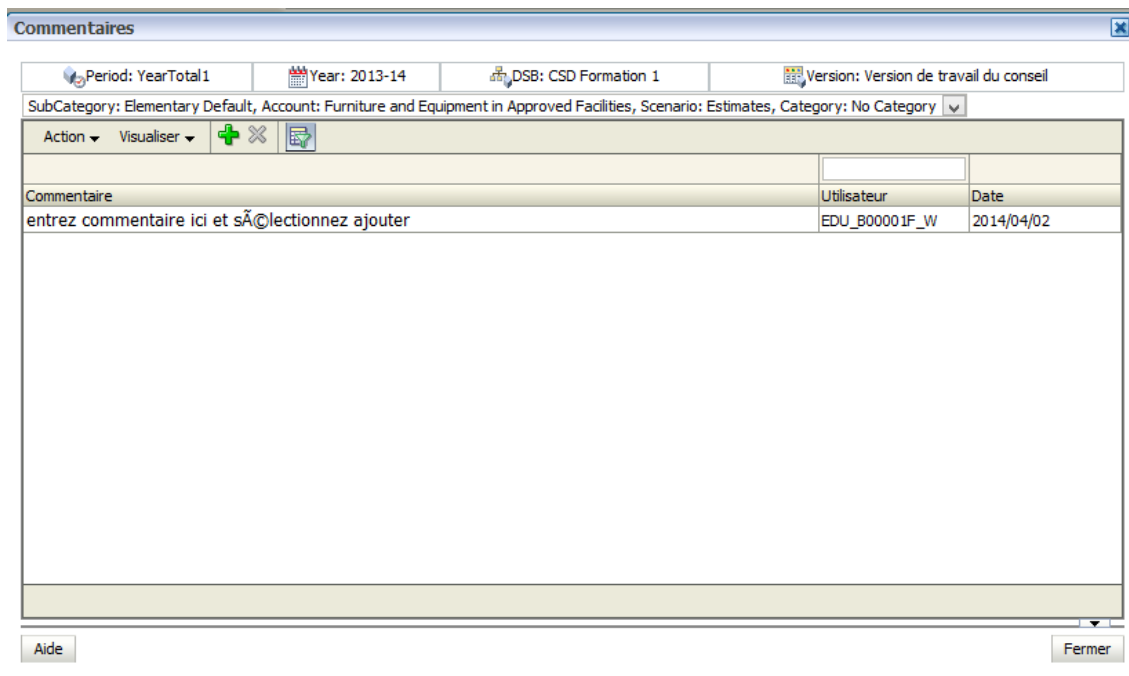 Commentaires
Period: YearTotal1 Year: 2013-14 DSB: CSD Formation 1 Version: Version de travail du conseil
SubCategory: Elementary Default, Account: Furniture and Equipment in Approved Facilities, Scenario: Estimates, Category: No Category
Action Visualiser
Commentaire Utilisateur Date
entrez commentaire ici et sÃ©lectionnez ajouter EDU_B00001F_W 2014/04/02
Aide Fermer